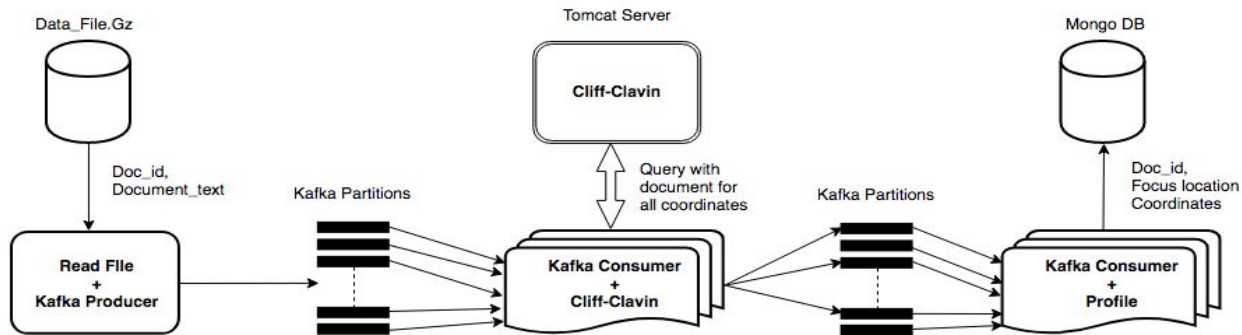 Data_File.Gz
Tomcat Server
Mongo DB
Cliff-Clavin
Doc_id,
Document_text
Kafka Partitions
Query with
document for
all coordinates
Kafka Partitions
Doc_id,
Focus location
Coordinates
Read FIle
+
Kafka Producer
Kafka Consumer
+
Cliff-Clavin
Kafka Consumer
+
Profile